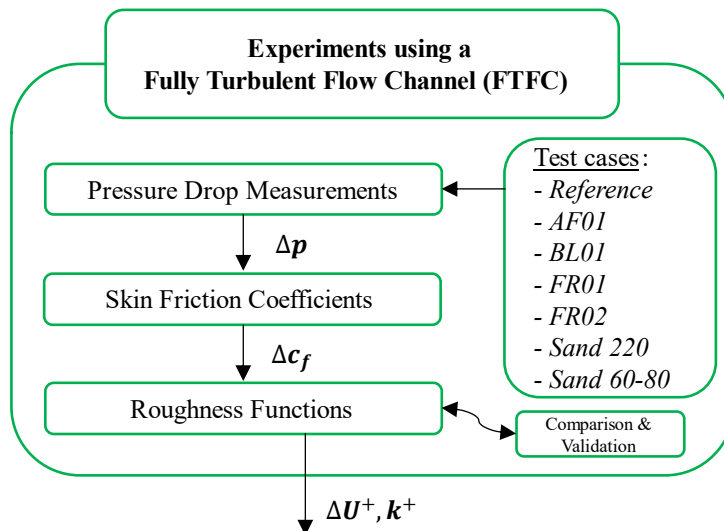 Experiments using a
Fully Turbulent Flow Channel (FTFC)
Pressure Drop Measurements
Test cases:
- Reference
- AF01
- BL01
- FR01
- FR02
- Sand 220
- Sand 60-80
Δp
Skin Friction Coefficients
Δc_f
Roughness Functions
Comparison &
Validation
ΔU⁺, k⁺